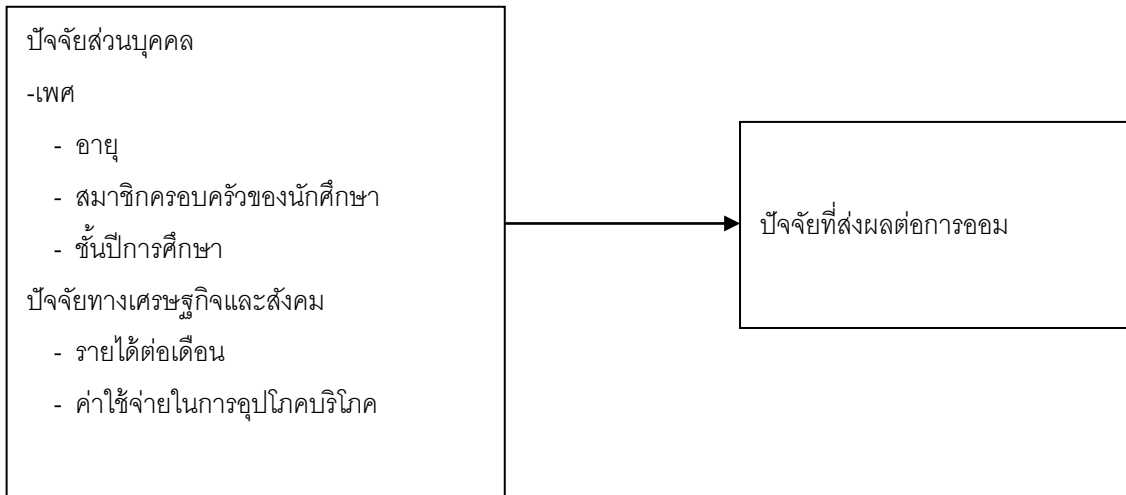 ปัจจัยส่วนบุคคล
-เพศ
- อายุ
- สมาชิกครอบครัวของนักศึกษา
- ชั้นปีการศึกษา
ปัจจัยทางเศรษฐกิจและสังคม
- รายได้ต่อเดือน
- ค่าใช้จ่ายในการอุปโภคบริโภค
ปัจจัยที่ส่งผลต่อการออม